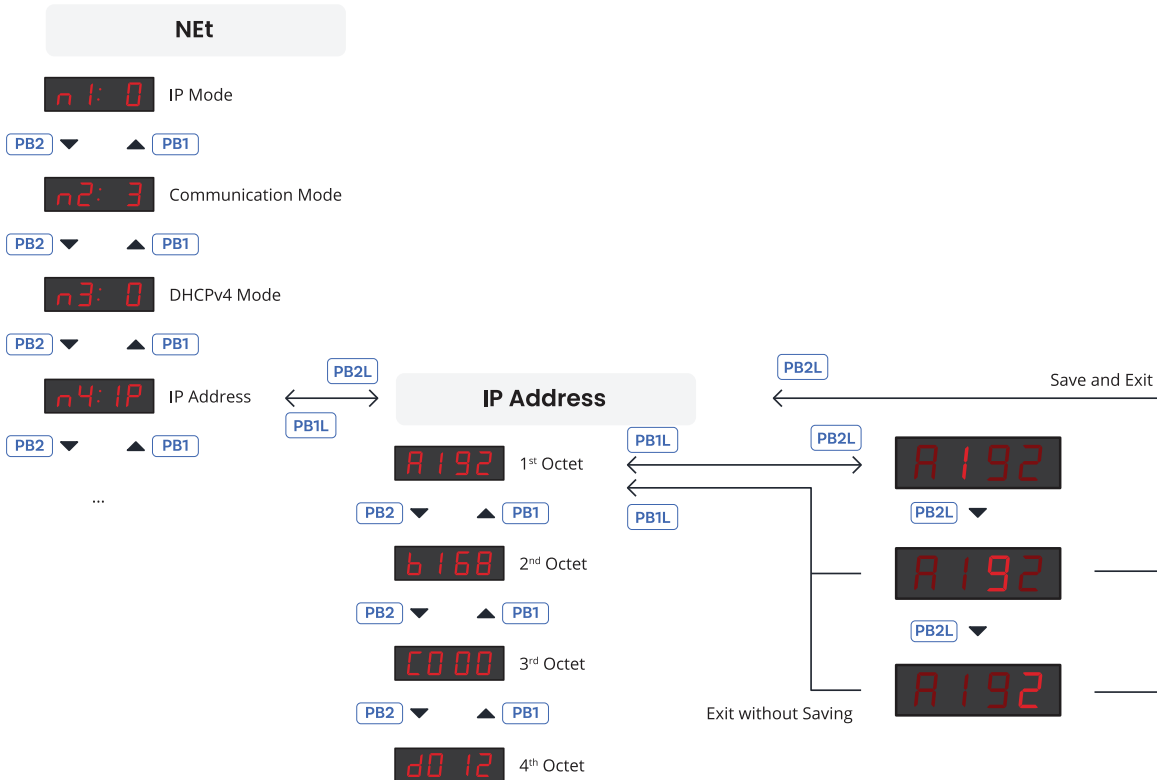 NEt
n1: 0 IP Mode
PB2 PB1
n2: 3 Communication Mode
PB2 PB1
n3: 0 DHCPv4 Mode
PB2 PB1
n4:IP IP Address
PB2L
PB1L
PB2 PB1
...
IP Address
A192 1st Octet
PB2 PB1
b168 2nd Octet
PB2 PB1
C000 3rd Octet
PB2 PB1
d012 4th Octet
PB2L
Save and Exit
PB1L PB2L
PB1L
A192
PB2L
A192
PB2L
A192
Exit without Saving